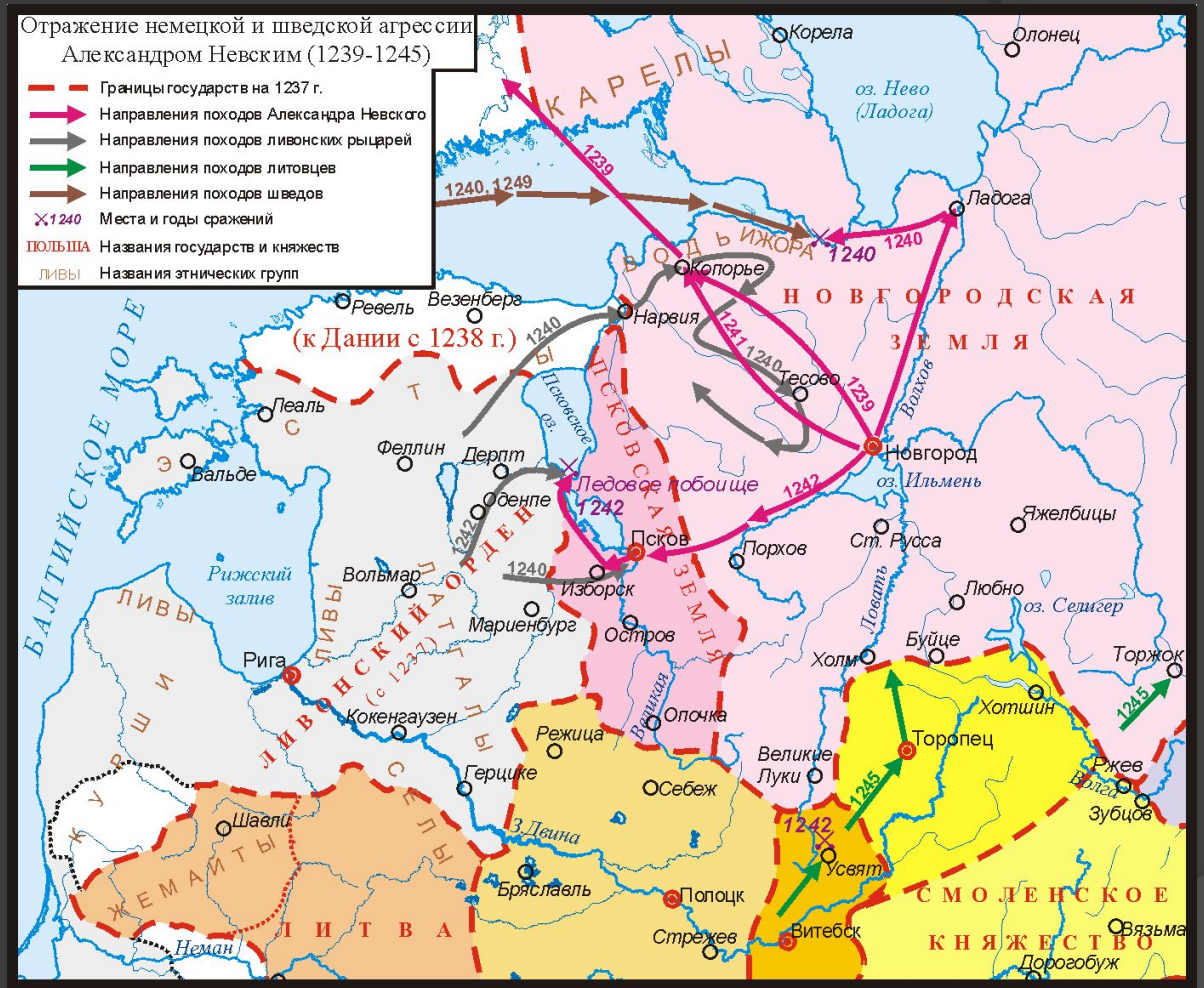 Отражение немецкой и шведской агрессии
Александром Невским (1239-1245)
Границы государств на 1237 г.
Направления походов Александра Невского
Направления походов ливонских рыцарей
Направления походов литовцев
Направления походов шведов
1240 Места и годы сражений
ПОЛЬША Названия государств и княжеств
ЛИВЫ Названия этнических групп
Корела
Олонец
КАРЕЛЫ
оз. Нево
(Ладога)
1239
1240, 1249
Ладога
1240
1240
ВОДЬ
ИЖОРА
Копорье
НОВГОРОДСКАЯ
ЗЕМЛЯ
Ревель
Везенберг
Нарвия
(к Дании с 1238 г.)
1240
1241
1240
Тесово
1239
Волхов
БАЛТИЙСКОЕ МОРЕ
Псковское
оз.
ПСКОВСКАЯ ЗЕМЛЯ
Леаль
ЭСТЫ
Вальде
Феллин
Дерпт
Оденпе
Новгород
оз. Ильмень
Ледовое побоище
1242
1242
1242
Яжелбицы
Ст. Русса
Псков
Порхов
1240
Изборск
Рижский
залив
Вольмар
Мариенбург
Остров
Ловать
Любно
оз. Селигер
ЛИВЫ
ЛИВЫ
ЛАТГАЛЫ
ЛИВОНСКИЙ ОРДЕН
(с 1237)
Рига
Холм
Буйце
Торжок
1245
Хотшин
Великая
Опочка
Кокенгаузен
Режица
Торопец
КУРШИ
СЕЛЫ
Герцике
Себеж
Великие
Луки
1245
Ржев
Волга
Зубцов
Шавли
ЖЕМАЙТЫ
З.Двина
1242
Усвят
Бряславль
Полоцк
СМОЛЕНСКОЕ
КНЯЖЕСТВО
ЛИТВА
Неман
Стрежев
Витебск
Вязьма
Дорогобуж